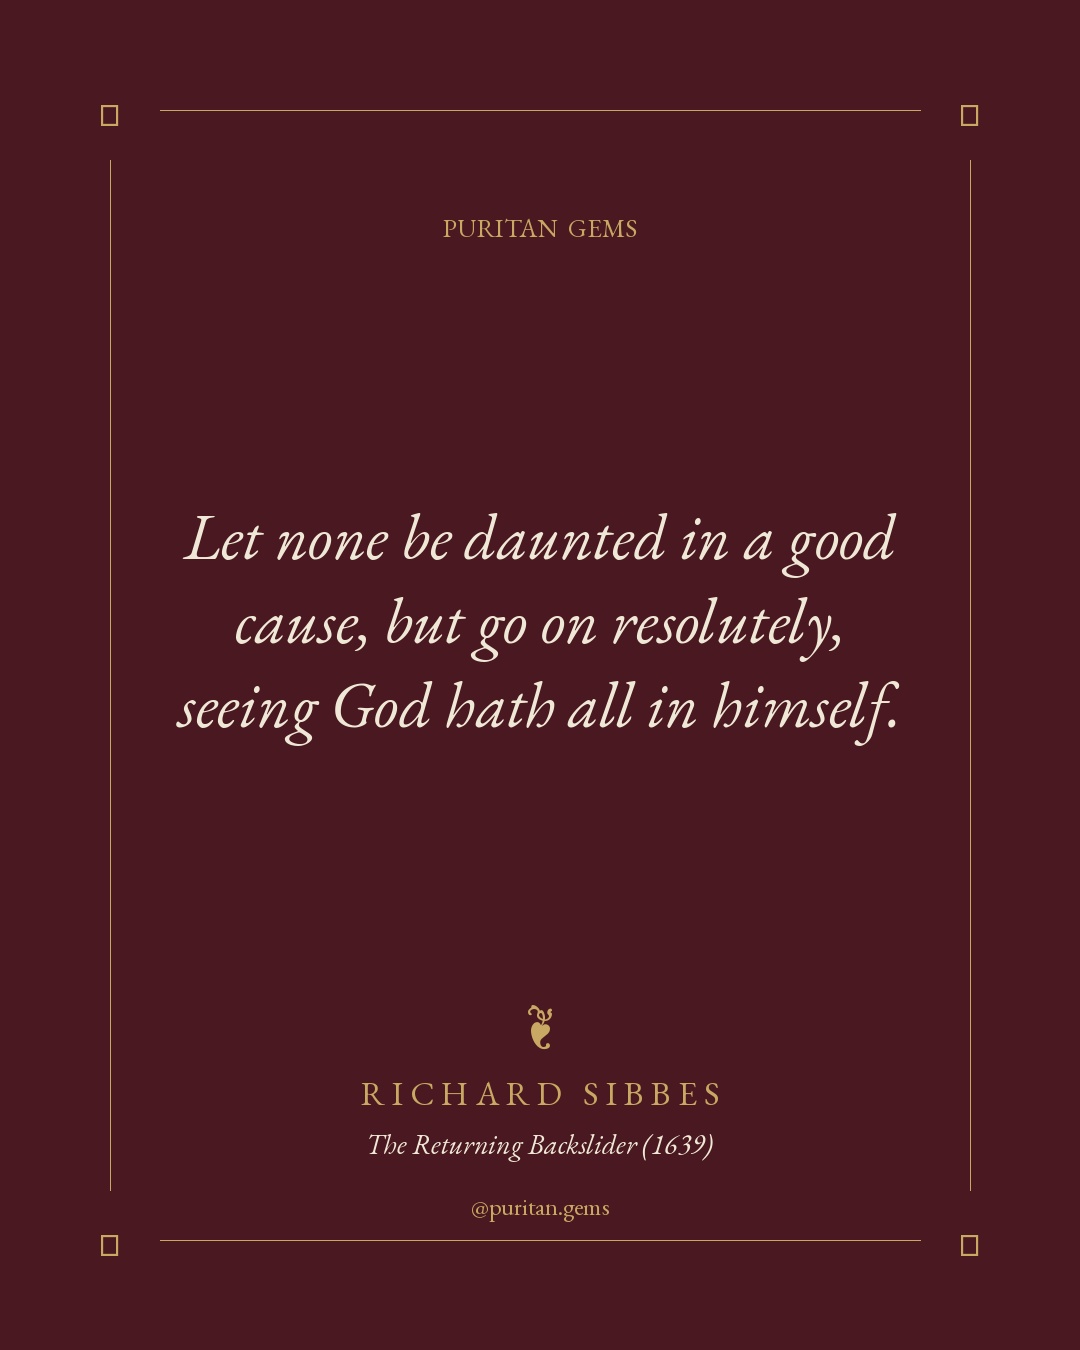 PURITAN GEMS
Let none be daunted in a good
cause, but go on resolutely,
seeing God hath all in himself.
RICHARD SIBBES
The Returning Backslider (1639)
@puritan.gems